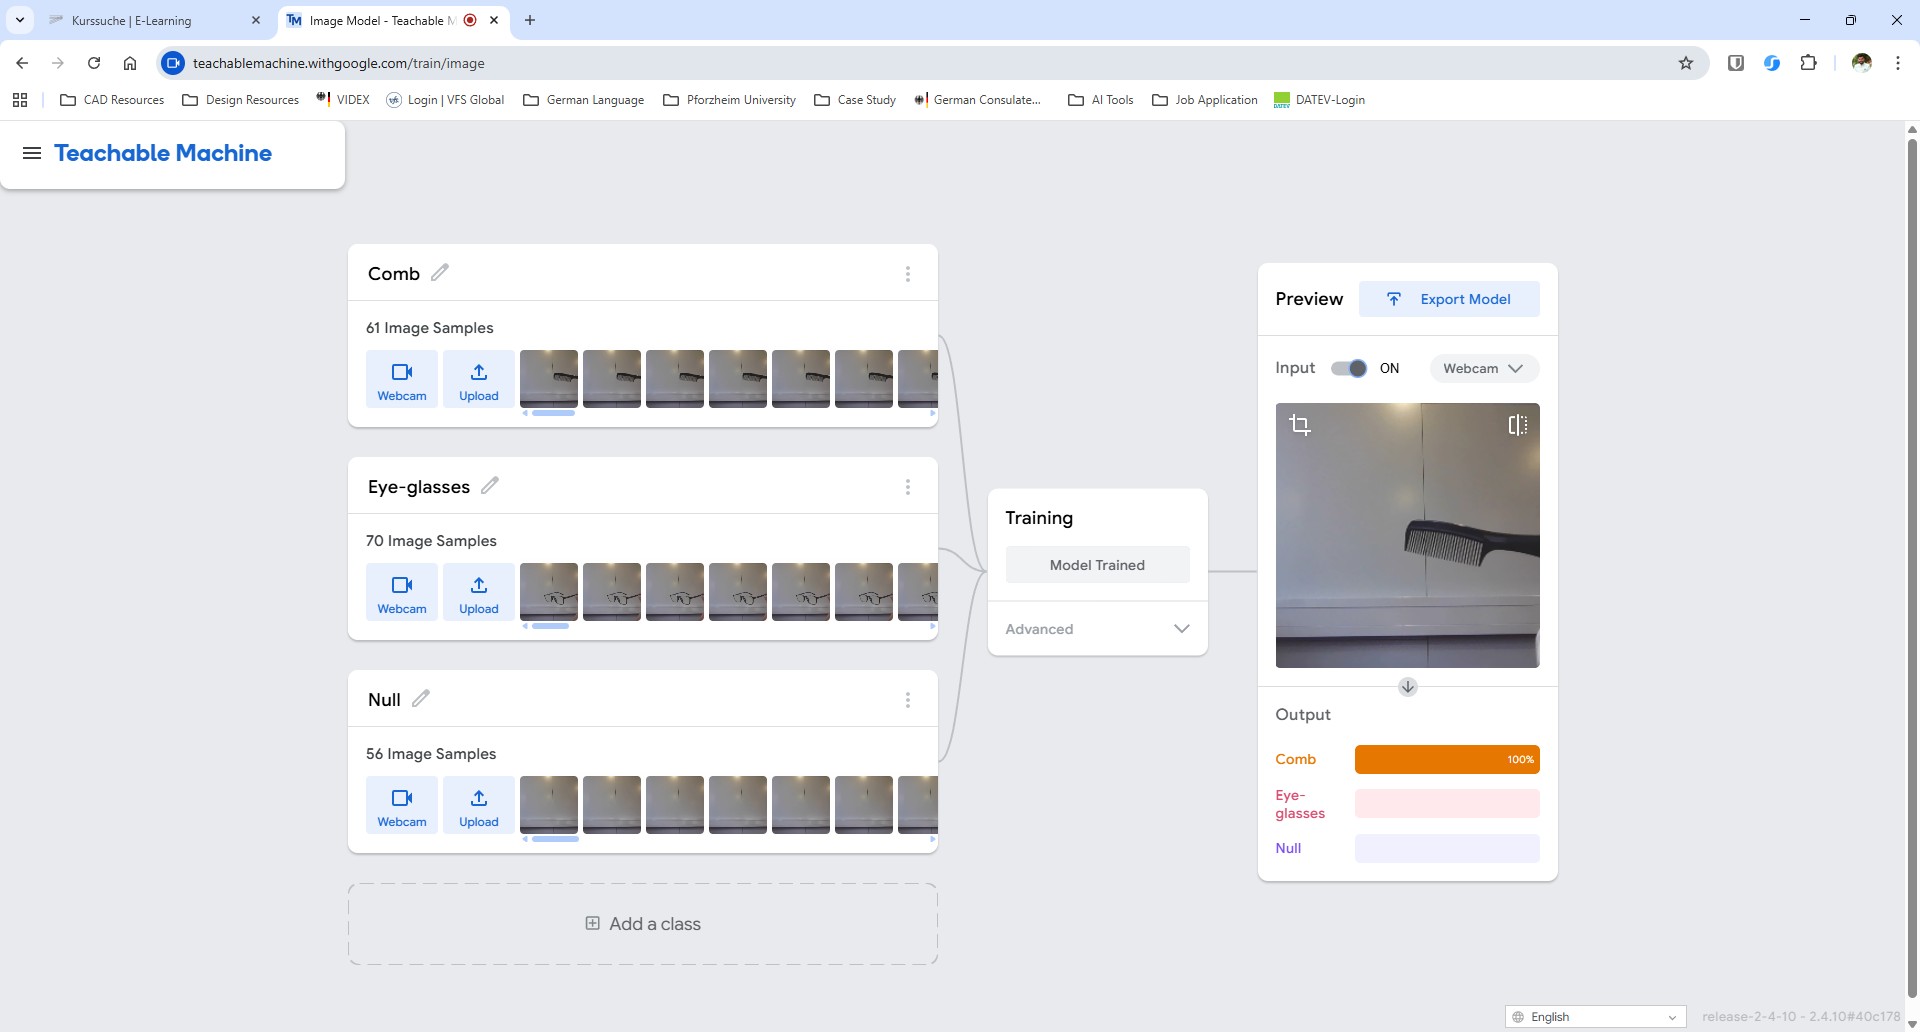 Kurssuche | E-Learning
Image Model - Teachable M
teachablemachine.withgoogle.com/train/image
CAD Resources
Design Resources
VIDEX
Login | VFS Global
German Language
Pforzheim University
Case Study
German Consulate...
AI Tools
Job Application
DATEV-Login
Teachable Machine
Comb
61 Image Samples
Webcam
Upload
Eye-glasses
70 Image Samples
Webcam
Upload
Null
56 Image Samples
Webcam
Upload
Add a class
Training
Model Trained
Advanced
Preview
Export Model
Input
ON
Webcam
Output
Comb
100%
Eye-
glasses
Null
English
release-2-4-10 - 2.4.10#40c178